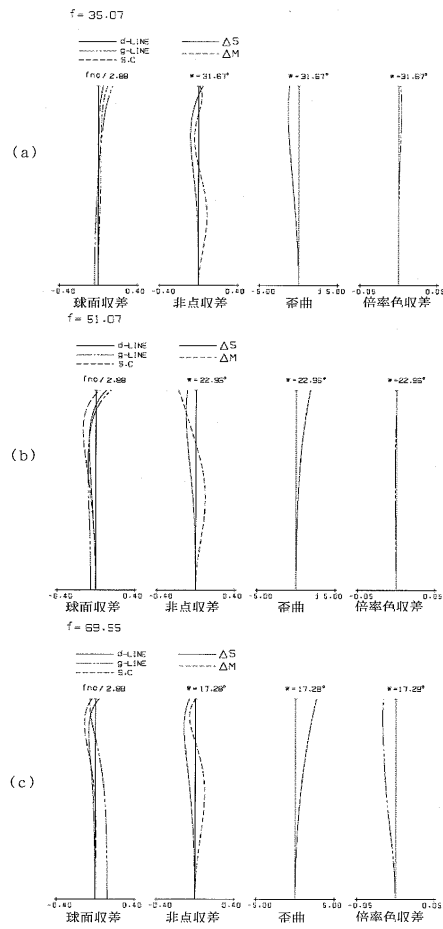 f= 35.07
d-LINE ΔS
g-LINE ΔM
S.C
fno/ 2.88 w=31.67° w=31.67° w=31.67°
(a)
-0.40 0.40 -0.40 0.40 -5.00 5.00 -0.05 0.05
球面収差 非点収差 歪曲 倍率色収差
f= 51.07
d-LINE ΔS
g-LINE ΔM
S.C
fno/ 2.88 w=22.96° w=22.96° w=22.96°
(b)
-0.40 0.40 -0.40 0.40 -5.00 5.00 -0.05 0.05
球面収差 非点収差 歪曲 倍率色収差
f= 69.55
d-LINE ΔS
g-LINE ΔM
S.C
fno/ 2.88 w=17.28° w=17.28° w=17.28°
(c)
-0.40 0.40 -0.40 0.40 -5.00 5.00 -0.05 0.05
球面収差 非点収差 歪曲 倍率色収差